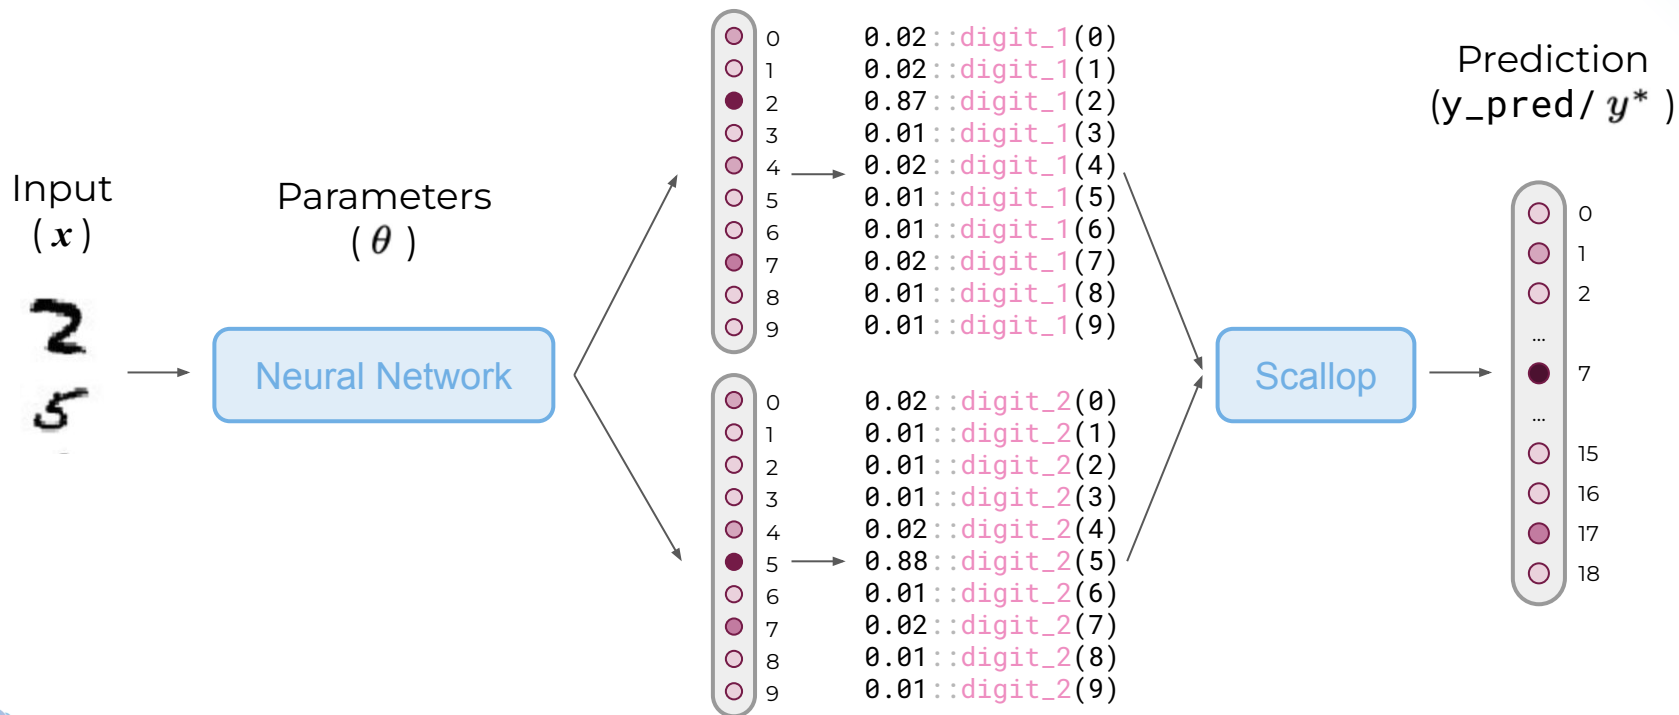 Input
( x )
2
5
Parameters
( θ )
Neural Network
0
1
2
3
4
5
6
7
8
9
0.02::digit_1(0)
0.02::digit_1(1)
0.87::digit_1(2)
0.01::digit_1(3)
0.02::digit_1(4)
0.01::digit_1(5)
0.01::digit_1(6)
0.02::digit_1(7)
0.01::digit_1(8)
0.01::digit_1(9)
0
1
2
3
4
5
6
7
8
9
0.02::digit_2(0)
0.01::digit_2(1)
0.01::digit_2(2)
0.01::digit_2(3)
0.02::digit_2(4)
0.88::digit_2(5)
0.01::digit_2(6)
0.02::digit_2(7)
0.01::digit_2(8)
0.01::digit_2(9)
Scallop
Prediction
(y_pred/ y* )
0
1
2
...
7
...
15
16
17
18